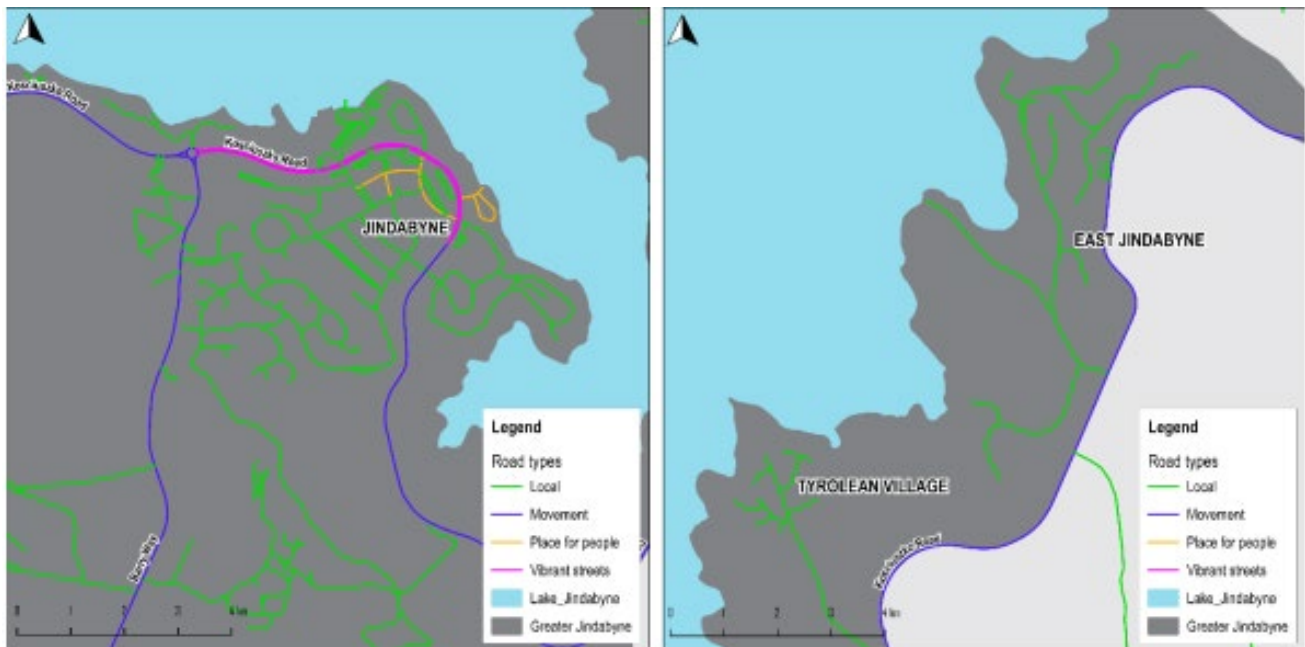 Kosciuszko Road
Kosciuszko Road
JINDABYNE
Barry Way
Legend
Road types
Local
Movement
Place for people
Vibrant streets
Lake_Jindabyne
Greater Jindabyne
0 1 2 3 4 km
EAST JINDABYNE
TYROLEAN VILLAGE
Kosciuszko Road
Legend
Road types
Local
Movement
Place for people
Vibrant streets
Lake_Jindabyne
Greater Jindabyne
0 1 2 3 4 km